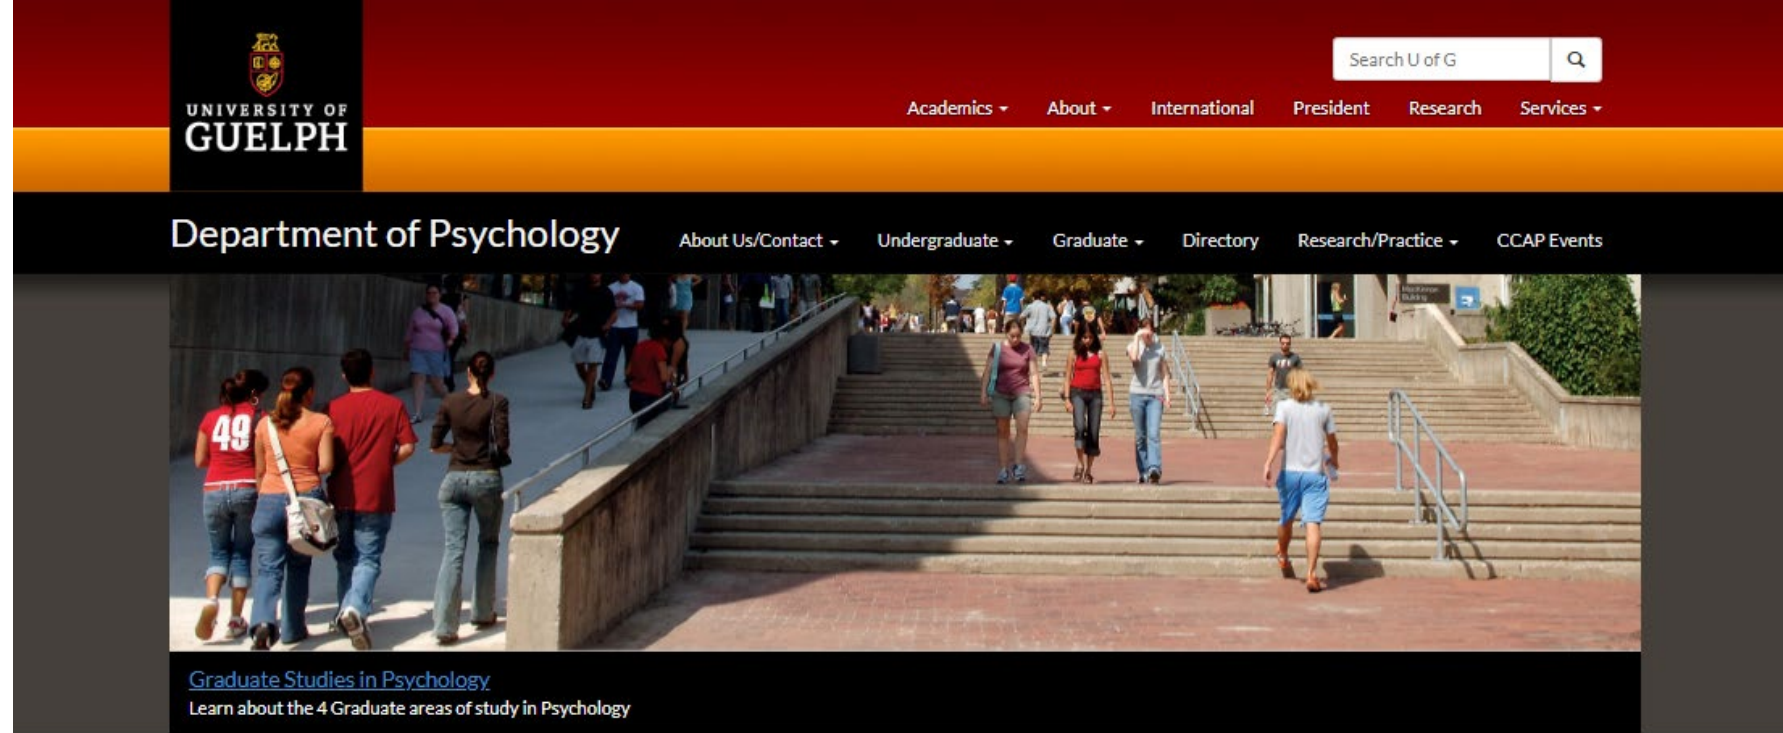 UNIVERSITY OF
GUELPH
Search U of G
Academics About International President Research Services
Department of Psychology
About Us/Contact Undergraduate Graduate Directory Research/Practice CCAP Events
MacKinnon
Building
49
Graduate Studies in Psychology
Learn about the 4 Graduate areas of study in Psychology